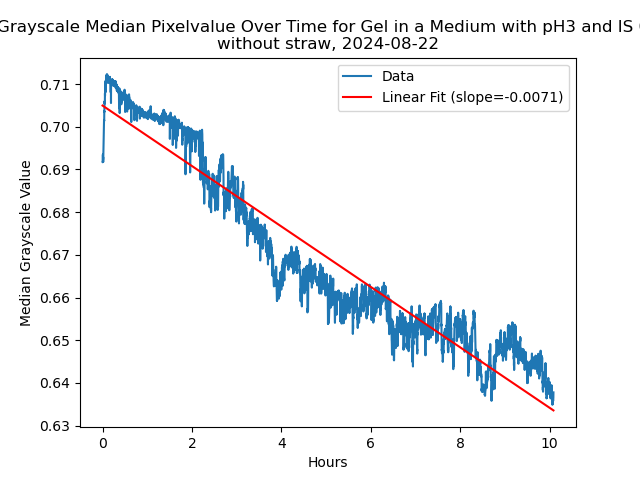 Grayscale Median Pixelvalue Over Time for Gel in a Medium with pH3 and IS
without straw, 2024-08-22
Data
Linear Fit (slope=-0.0071)
0.71
0.70
0.69
0.68
0.67
0.66
0.65
0.64
0.63
Median Grayscale Value
0
2
4
6
8
10
Hours